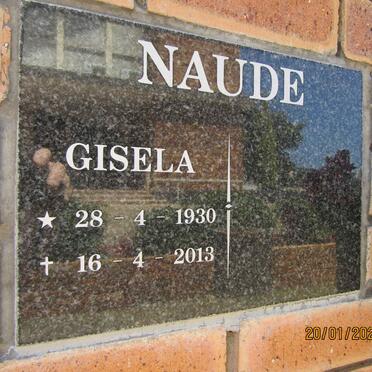 NAUDE
GISELA
★ 28 - 4 - 1930
✝ 16 - 4 - 2013